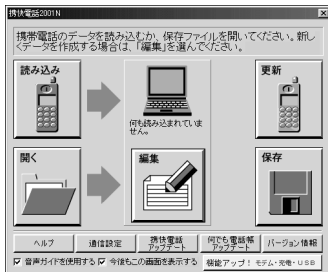 携快電話2001N
携帯電話のデータを読み込むか、保存ファイルを開いてください。新し
くデータを作成する場合は、「編集」を選んでください。
読み込み
何も読み込まれていま
せん。
更新
開く
編集
保存
ヘルプ
通信設定
携快電話
アップデート
何でも電話帳
アップデート
バージョン情報
音声ガイドを使用する
今後もこの画面を表示する
機能アップ！ モデム・充電・USB